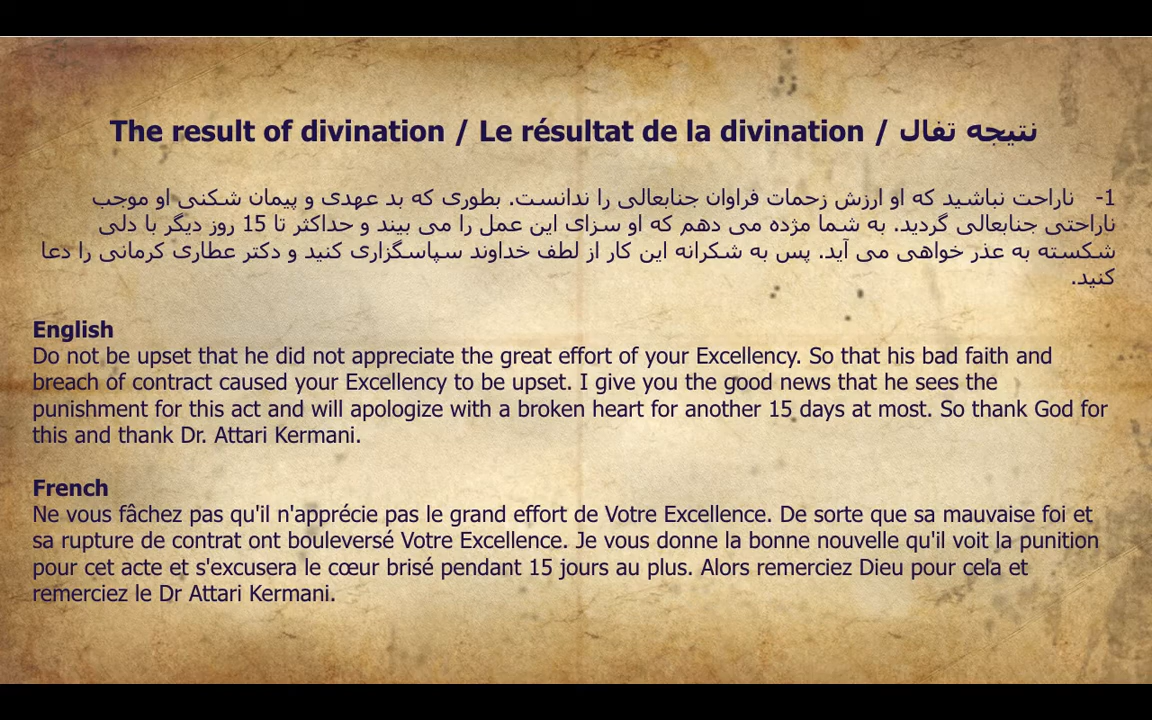 The result of divination / Le résultat de la divination / نتیجه تفال
1- ناراحت نباشید که او ارزش زحمات فراوان جنابعالی را ندانست. بطوری که بد عهدی و پیمان شکنی او موجب
ناراحتی جنابعالی گردید. به شما مژده می دهم که او سزای این عمل را می بیند و حداکثر تا 15 روز دیگر با دلی
شکسته به عذر خواهی می آید. پس به شکرانه این کار از لطف خداوند سپاسگزاری کنید و دکتر عطاری کرمانی را دعا
کنید.
English
Do not be upset that he did not appreciate the great effort of your Excellency. So that his bad faith and
breach of contract caused your Excellency to be upset. I give you the good news that he sees the
punishment for this act and will apologize with a broken heart for another 15 days at most. So thank God for
this and thank Dr. Attari Kermani.
French
Ne vous fâchez pas qu'il n'apprécie pas le grand effort de Votre Excellence. De sorte que sa mauvaise foi et
sa rupture de contrat ont bouleversé Votre Excellence. Je vous donne la bonne nouvelle qu'il voit la punition
pour cet acte et s'excusera le cœur brisé pendant 15 jours au plus. Alors remerciez Dieu pour cela et
remerciez le Dr Attari Kermani.